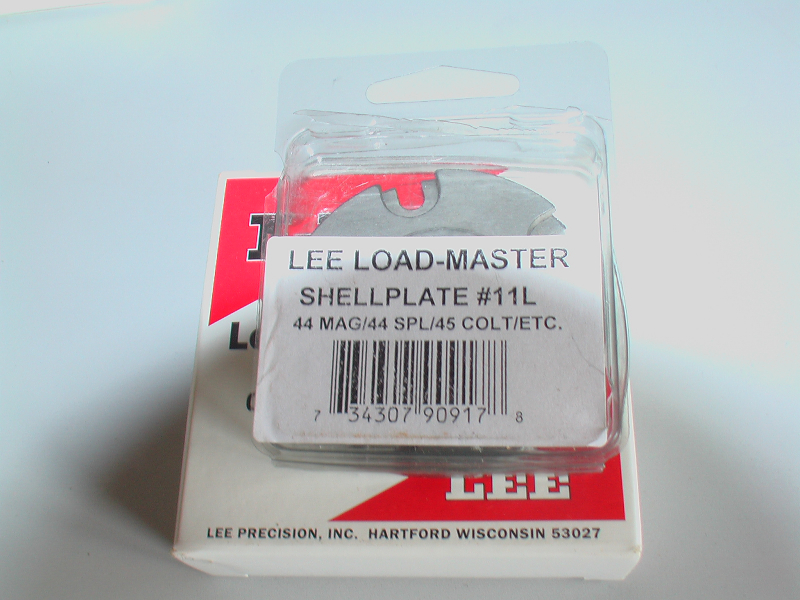 LEE LOAD-MASTER
SHELLPLATE #11L
44 MAG/44 SPL/45 COLT/ETC.
7 34307 90917 8
LEE
LEE PRECISION, INC. HARTFORD WISCONSIN 53027